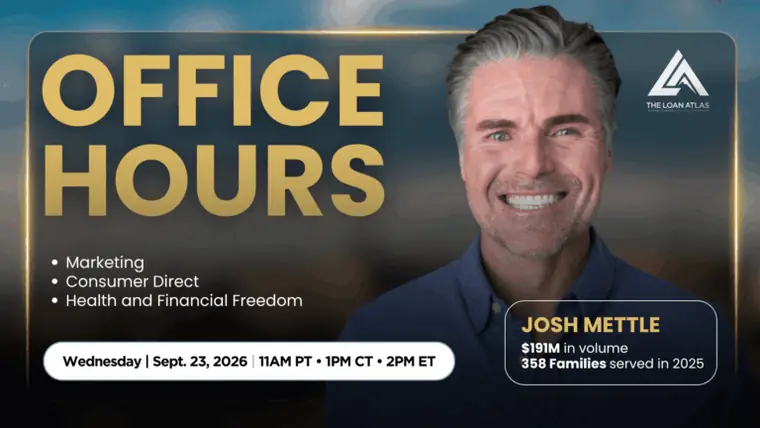 OFFICE
HOURS
THE LOAN ATLAS
• Marketing
• Consumer Direct
• Health and Financial Freedom
JOSH METTLE
$191M in volume
358 Families served in 2025
Wednesday | Sept. 23, 2026 | 11AM PT • 1PM CT • 2PM ET